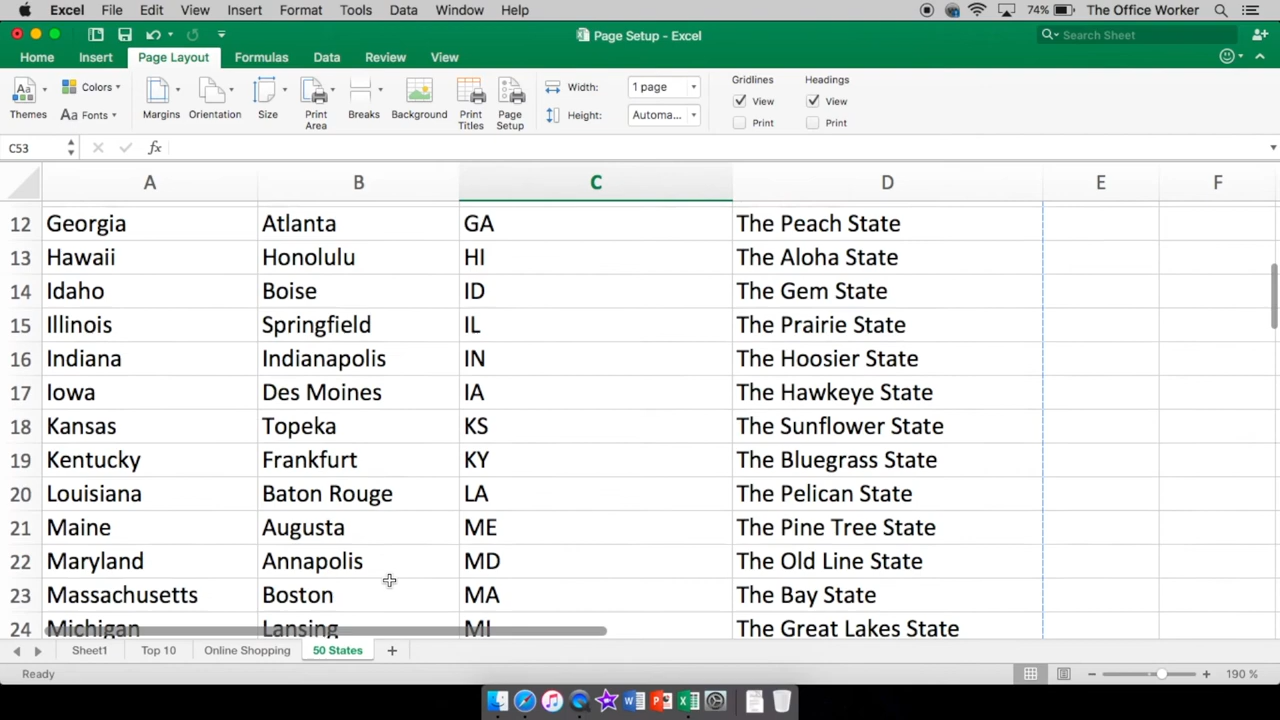 Excel File Edit View Insert Format Tools Data Window Help 74% The Office Worker
Page Setup - Excel Search Sheet
Home Insert Page Layout Formulas Data Review View
Themes Colors Fonts Margins Orientation Size Print Area Breaks Background Print Titles Page Setup Width: 1 page Height: Automa... Gridlines View Print Headings View Print
C53 fx
A B C D E F
12 Georgia Atlanta GA The Peach State
13 Hawaii Honolulu HI The Aloha State
14 Idaho Boise ID The Gem State
15 Illinois Springfield IL The Prairie State
16 Indiana Indianapolis IN The Hoosier State
17 Iowa Des Moines IA The Hawkeye State
18 Kansas Topeka KS The Sunflower State
19 Kentucky Frankfurt KY The Bluegrass State
20 Louisiana Baton Rouge LA The Pelican State
21 Maine Augusta ME The Pine Tree State
22 Maryland Annapolis MD The Old Line State
23 Massachusetts Boston MA The Bay State
24 Michigan Lansing MI The Great Lakes State
Sheet1 Top 10 Online Shopping 50 States +
Ready 190 %